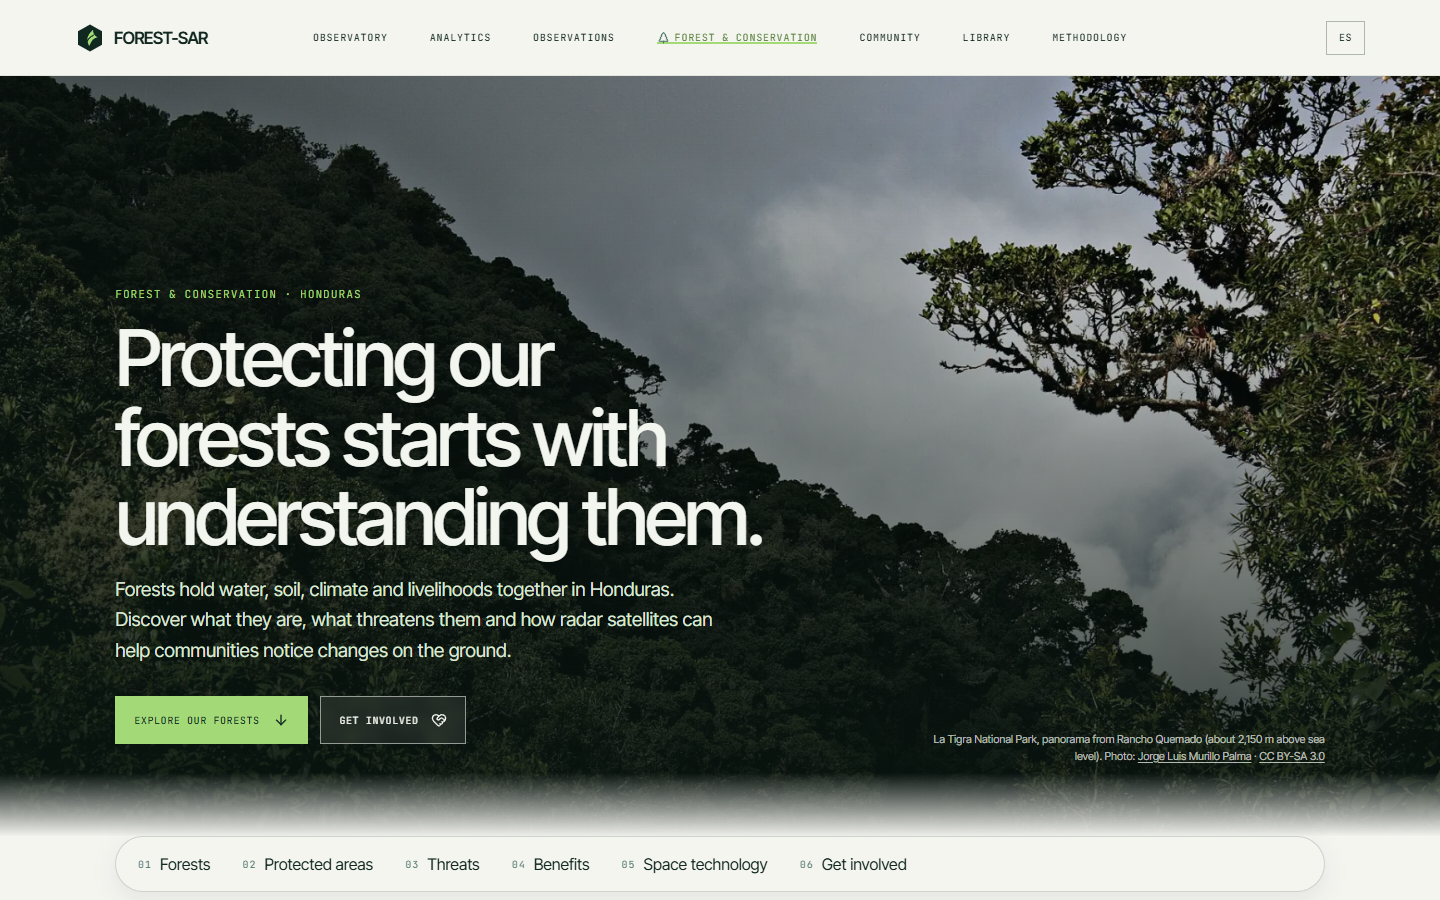 FOREST-SAR
OBSERVATORY
ANALYTICS
OBSERVATIONS
FOREST & CONSERVATION
COMMUNITY
LIBRARY
METHODOLOGY
ES
FOREST & CONSERVATION · HONDURAS
Protecting our
forests starts with
understanding them.
Forests hold water, soil, climate and livelihoods together in Honduras.
Discover what they are, what threatens them and how radar satellites can
help communities notice changes on the ground.
EXPLORE OUR FORESTS
GET INVOLVED
La Tigra National Park, panorama from Rancho Quemado (about 2,150 m above sea
level). Photo: Jorge Luis Murillo Palma · CC BY-SA 3.0
01 Forests
02 Protected areas
03 Threats
04 Benefits
05 Space technology
06 Get involved